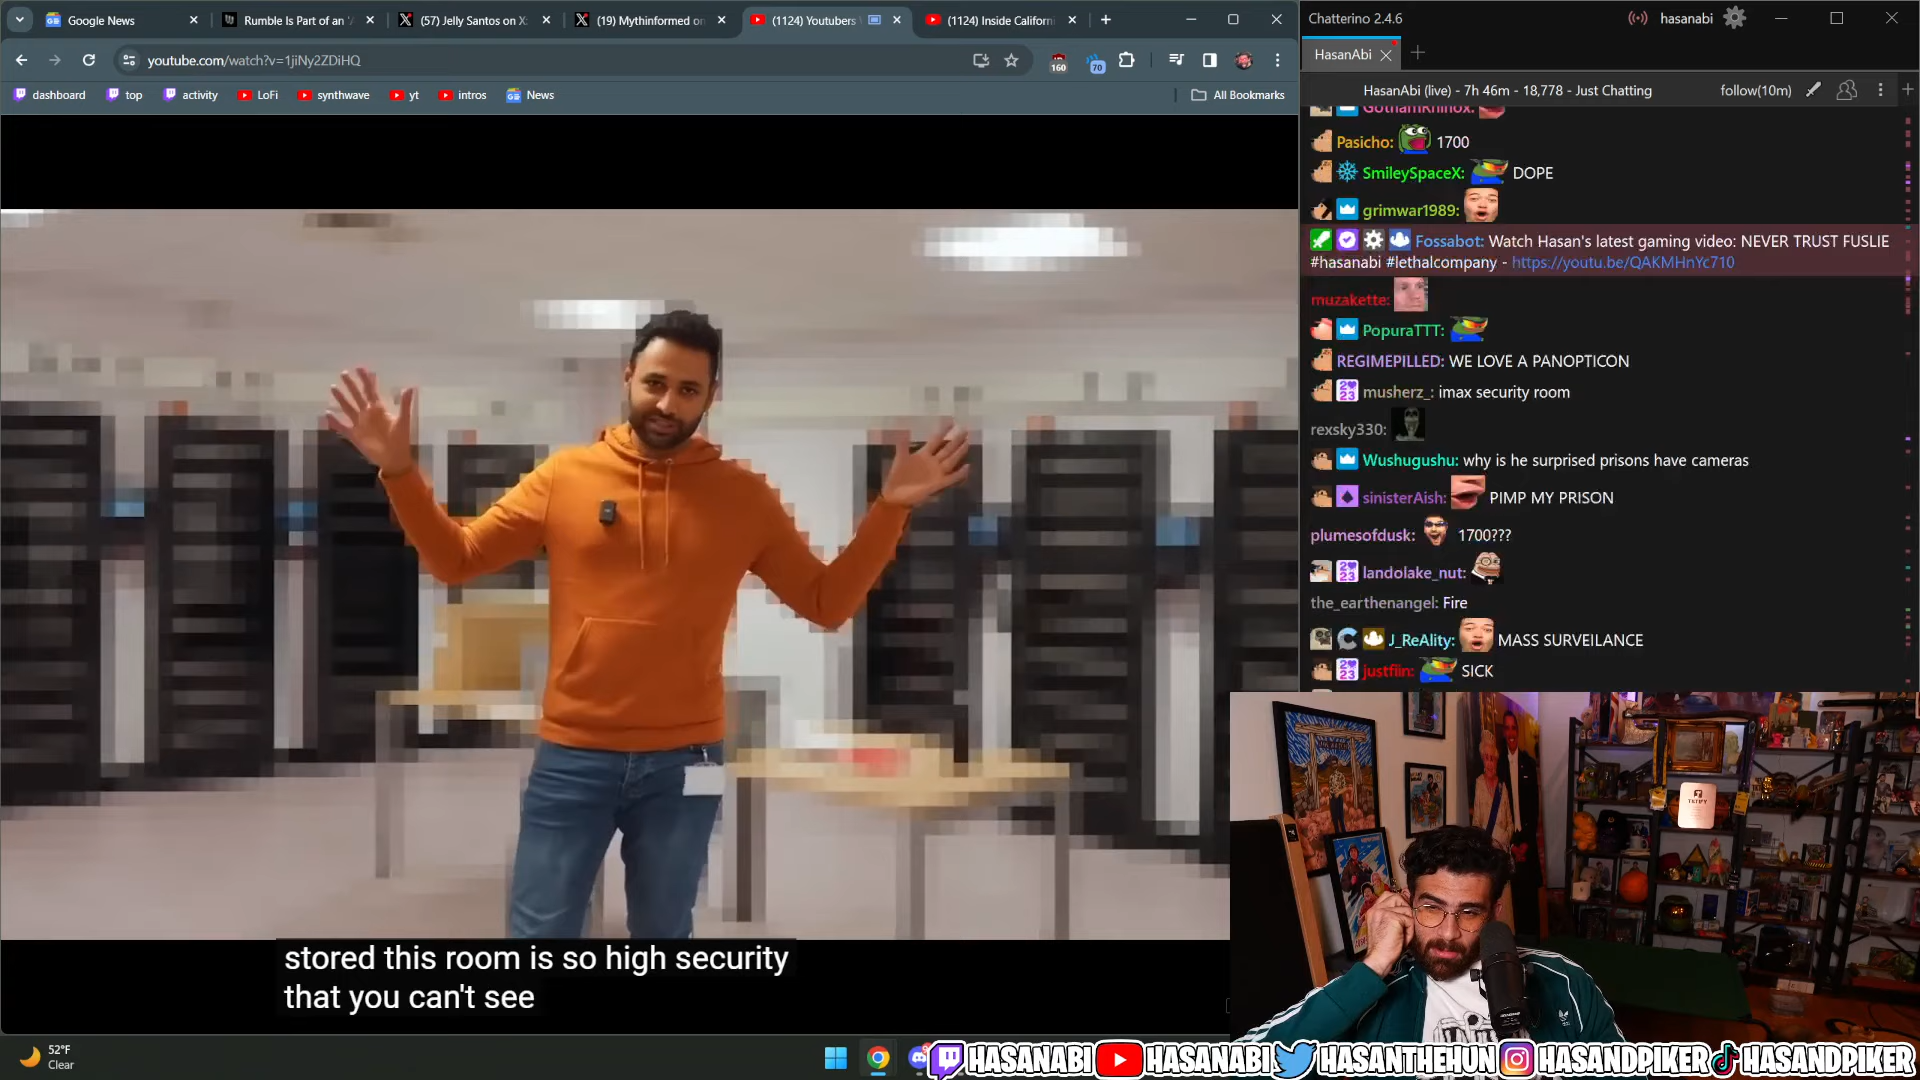 Google News
Rumble Is Part of an 'A
(57) Jelly Santos on X:
(19) Mythinformed on
(1124) Youtubers
(1124) Inside Californi
youtube.com/watch?v=1jiNy2ZDiHQ
160
70
dashboard
top
activity
LoFi
synthwave
yt
intros
News
All Bookmarks
stored this room is so high security
that you can't see
Chatterino 2.4.6
hasanabi
HasanAbi
HasanAbi (live) - 7h 46m - 18,778 - Just Chatting
follow(10m)
GothamRhinox:
Pasicho: 1700
SmileySpaceX: DOPE
grimwar1989:
Fossabot: Watch Hasan's latest gaming video: NEVER TRUST FUSLIE
#hasanabi #lethalcompany - https://youtu.be/QAKMHnYc710
muzakette:
PopuraTTT:
REGIMEPILLED: WE LOVE A PANOPTICON
musherz_: imax security room
rexsky330:
Wushugushu: why is he surprised prisons have cameras
sinisterAish: PIMP MY PRISON
plumesofdusk: 1700???
landolake_nut:
the_earthenangel: Fire
J_ReAlity: MASS SURVEILANCE
justfiin: SICK
52°F
Clear
HASANABI
HASANABI
HASANTHEHUN
HASANDPIKER
HASANDPIKER